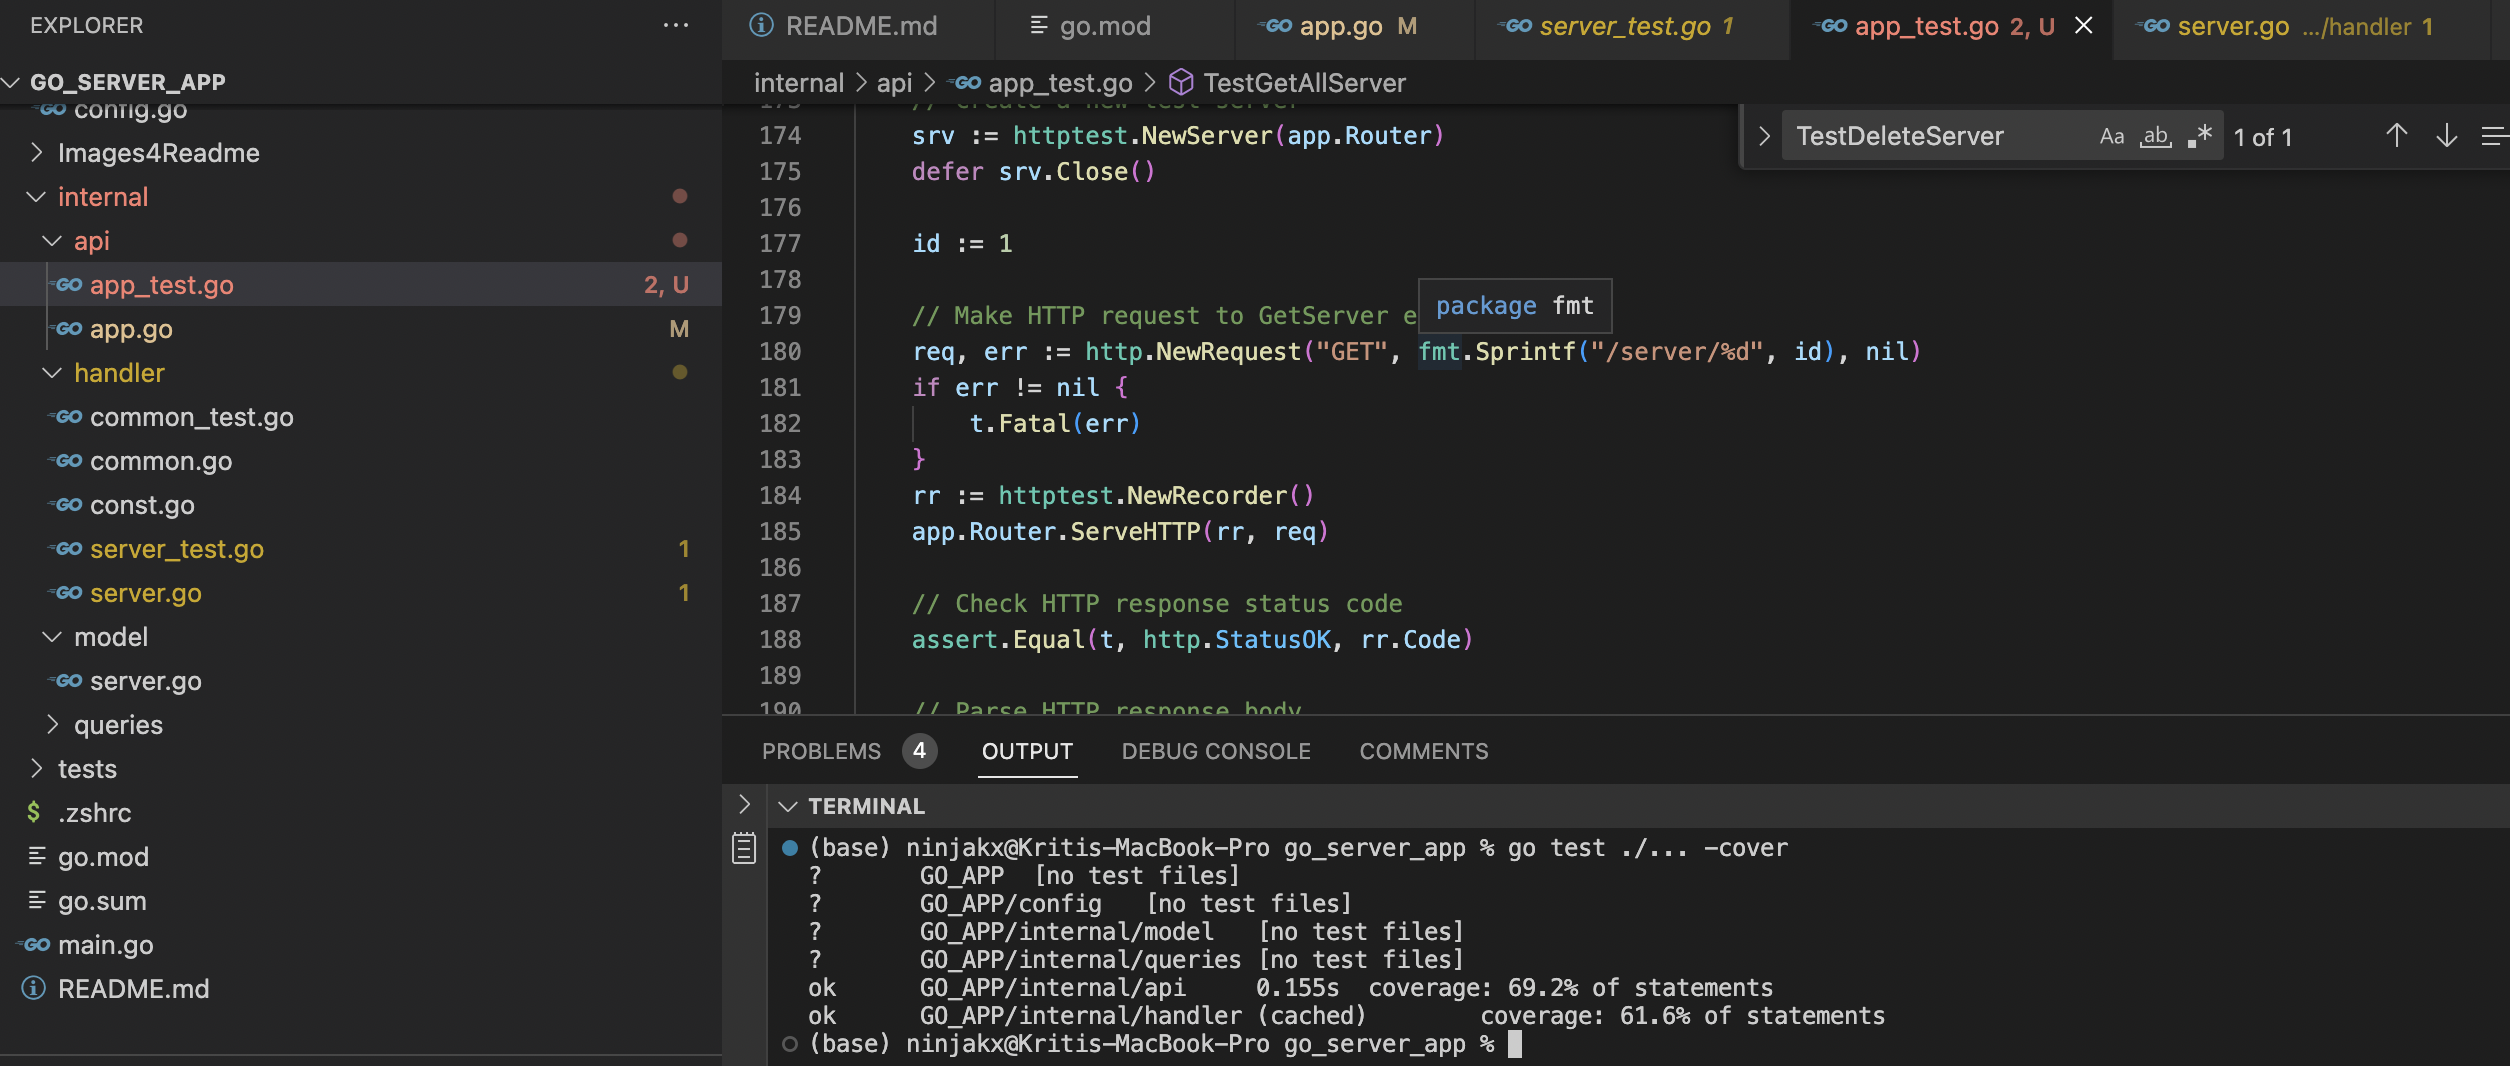 EXPLORER
GO_SERVER_APP
config.go
Images4Readme
internal
api
app_test.go 2, U
app.go M
handler
common_test.go
common.go
const.go
server_test.go 1
server.go 1
model
server.go
queries
tests
$ .zshrc
go.mod
go.sum
main.go
README.md
README.md
go.mod
app.go M
server_test.go 1
app_test.go 2, U
server.go .../handler 1
internal > api > app_test.go > TestGetAllServer
TestDeleteServer Aa ab .* 1 of 1
173 // Create a new test server
174 srv := httptest.NewServer(app.Router)
175 defer srv.Close()
176
177 id := 1
178
179 // Make HTTP request to GetServer e
package fmt
180 req, err := http.NewRequest("GET", fmt.Sprintf("/server/%d", id), nil)
181 if err != nil {
182 t.Fatal(err)
183 }
184 rr := httptest.NewRecorder()
185 app.Router.ServeHTTP(rr, req)
186
187 // Check HTTP response status code
188 assert.Equal(t, http.StatusOK, rr.Code)
189
190 // Parse HTTP response body
PROBLEMS 4 OUTPUT DEBUG CONSOLE COMMENTS
TERMINAL
(base) ninjakx@Kritis-MacBook-Pro go_server_app % go test ./... -cover
? GO_APP [no test files]
? GO_APP/config [no test files]
? GO_APP/internal/model [no test files]
? GO_APP/internal/queries [no test files]
ok GO_APP/internal/api 0.155s coverage: 69.2% of statements
ok GO_APP/internal/handler (cached) coverage: 61.6% of statements
(base) ninjakx@Kritis-MacBook-Pro go_server_app %